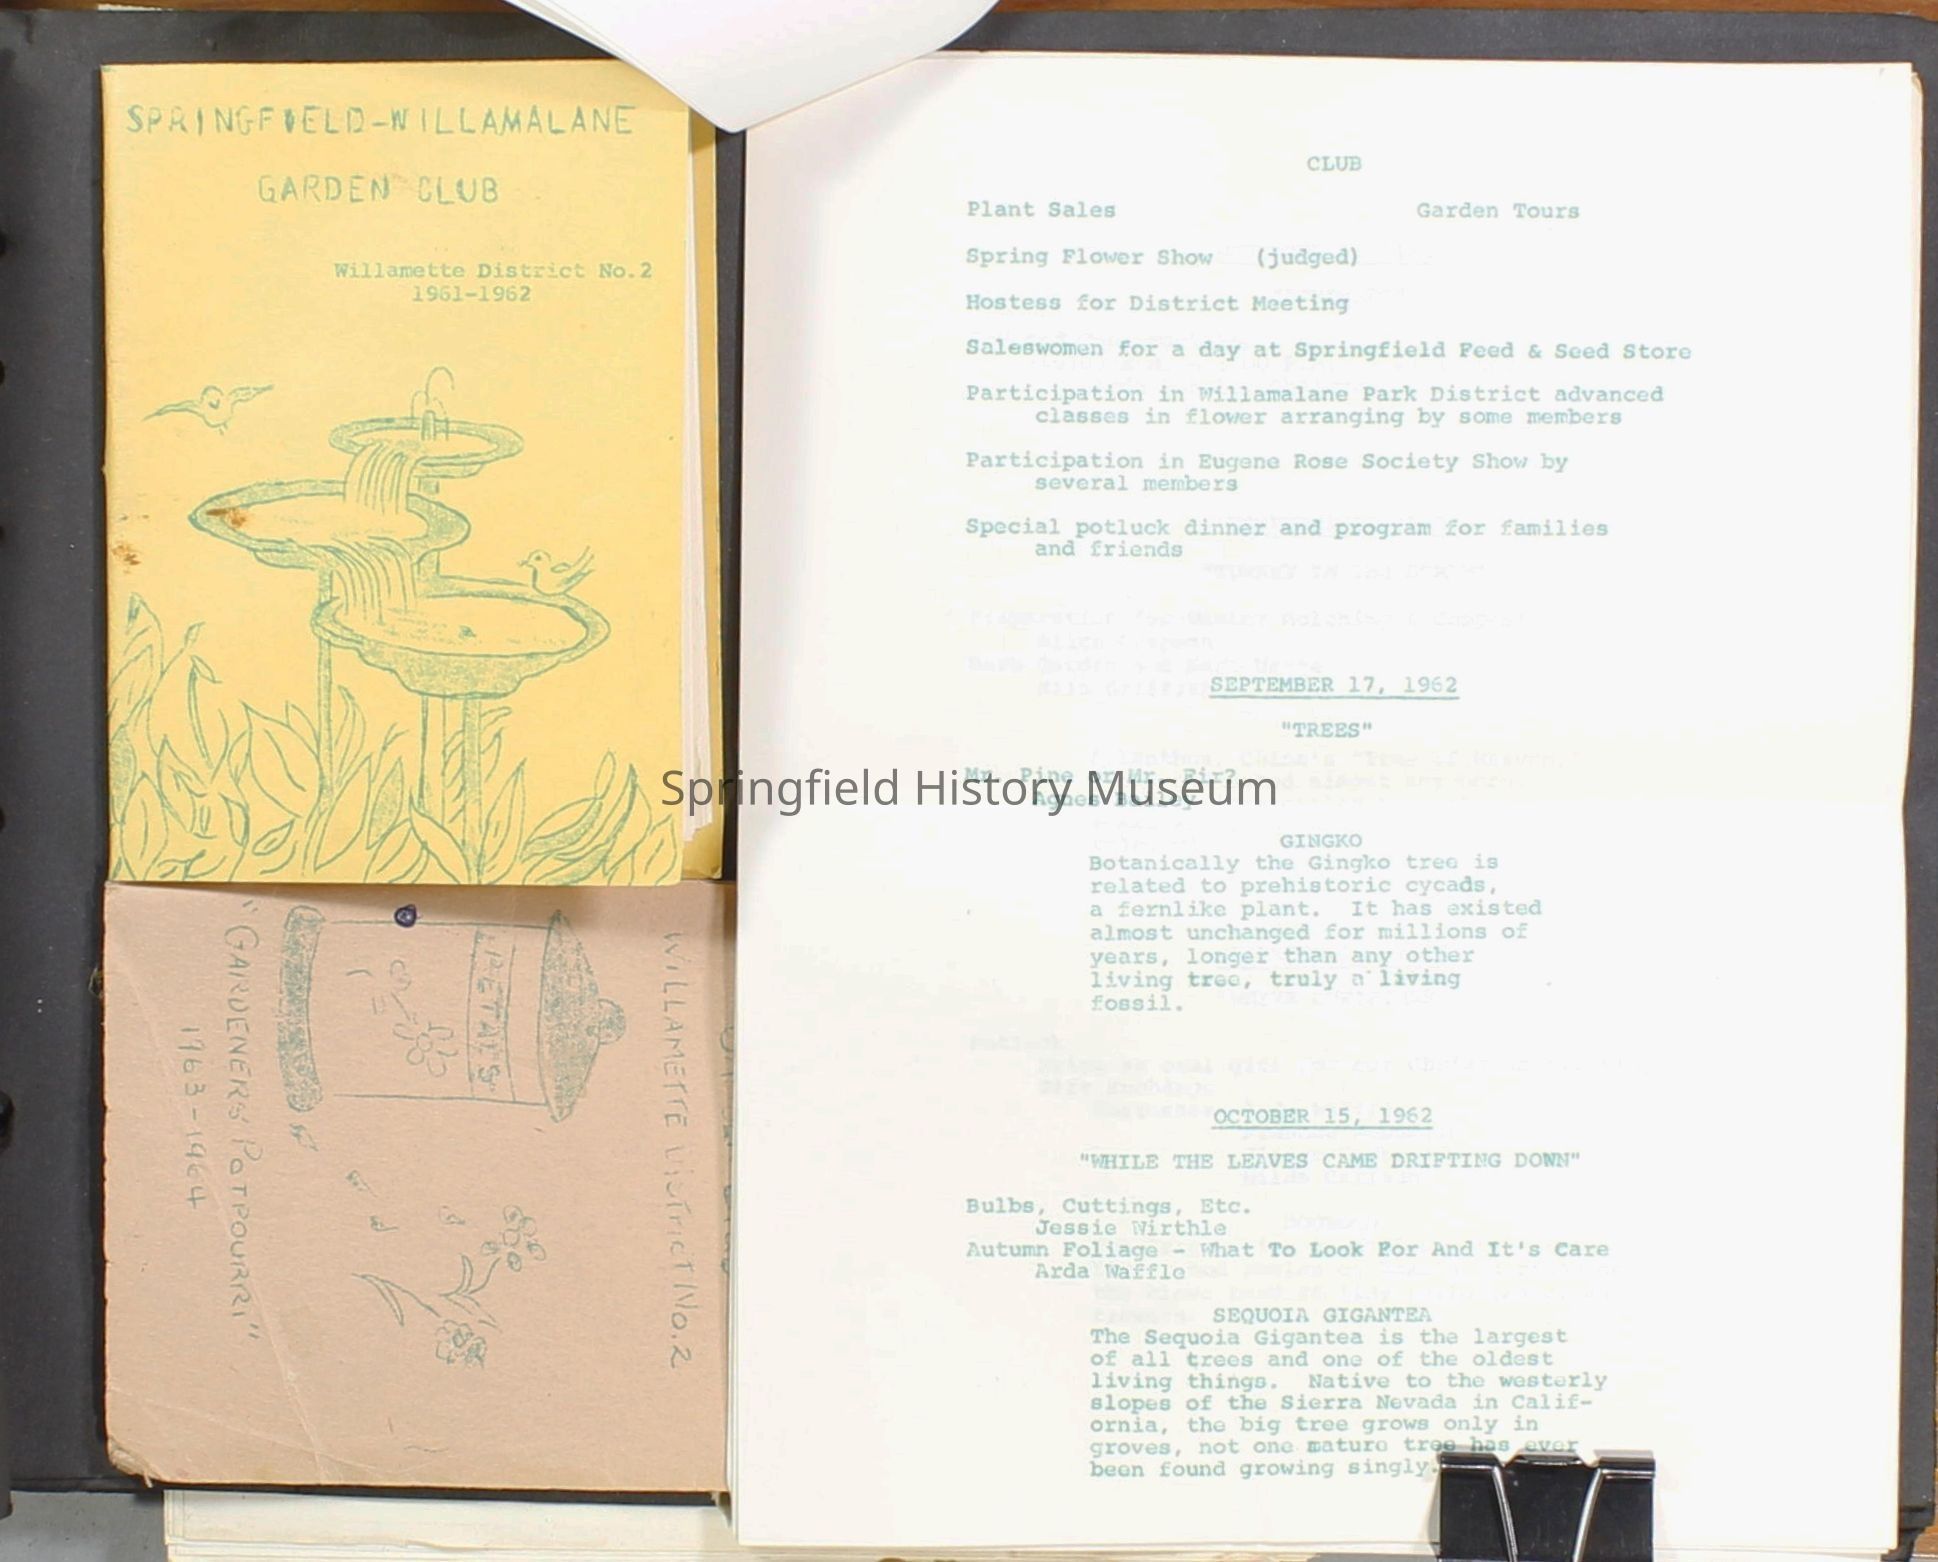 SPRINGFIELD-WILLAMALANE
GARDEN CLUB
Willamette District No.2
1961-1962
WILLAMETTE DISTRICT NO. 2
PETALS
"GARDENERS' POTPOURRI"
1963-1964
CLUB
Plant Sales Garden Tours
Spring Flower Show (judged)
Hostess for District Meeting
Saleswomen for a day at Springfield Feed & Seed Store
Participation in Willamalane Park District advanced
classes in flower arranging by some members
Participation in Eugene Rose Society Show by
several members
Special potluck dinner and program for families
and friends
SEPTEMBER 17, 1962
"TREES"
Mr. Pine or Mr. Fir?
Agnes Bailey
Springfield History Museum
GINGKO
Botanically the Gingko tree is
related to prehistoric cycads,
a fernlike plant. It has existed
almost unchanged for millions of
years, longer than any other
living tree, truly a living
fossil.
OCTOBER 15, 1962
"WHILE THE LEAVES CAME DRIFTING DOWN"
Bulbs, Cuttings, Etc.
Jessie Wirthle
Autumn Foliage - What To Look For And It's Care
Arda Waffle
SEQUOIA GIGANTEA
The Sequoia Gigantea is the largest
of all trees and one of the oldest
living things. Native to the westerly
slopes of the Sierra Nevada in Calif-
ornia, the big tree grows only in
groves, not one mature tree has ever
been found growing singly.